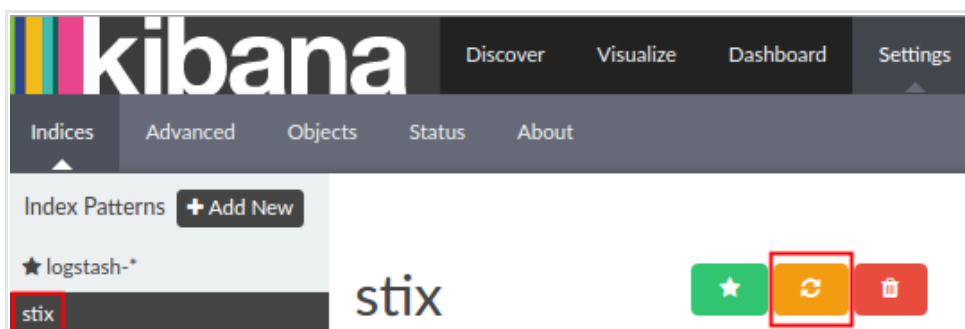 kibana Discover Visualize Dashboard Settings
Indices Advanced Objects Status About
Index Patterns + Add New
logstash-*
stix
stix